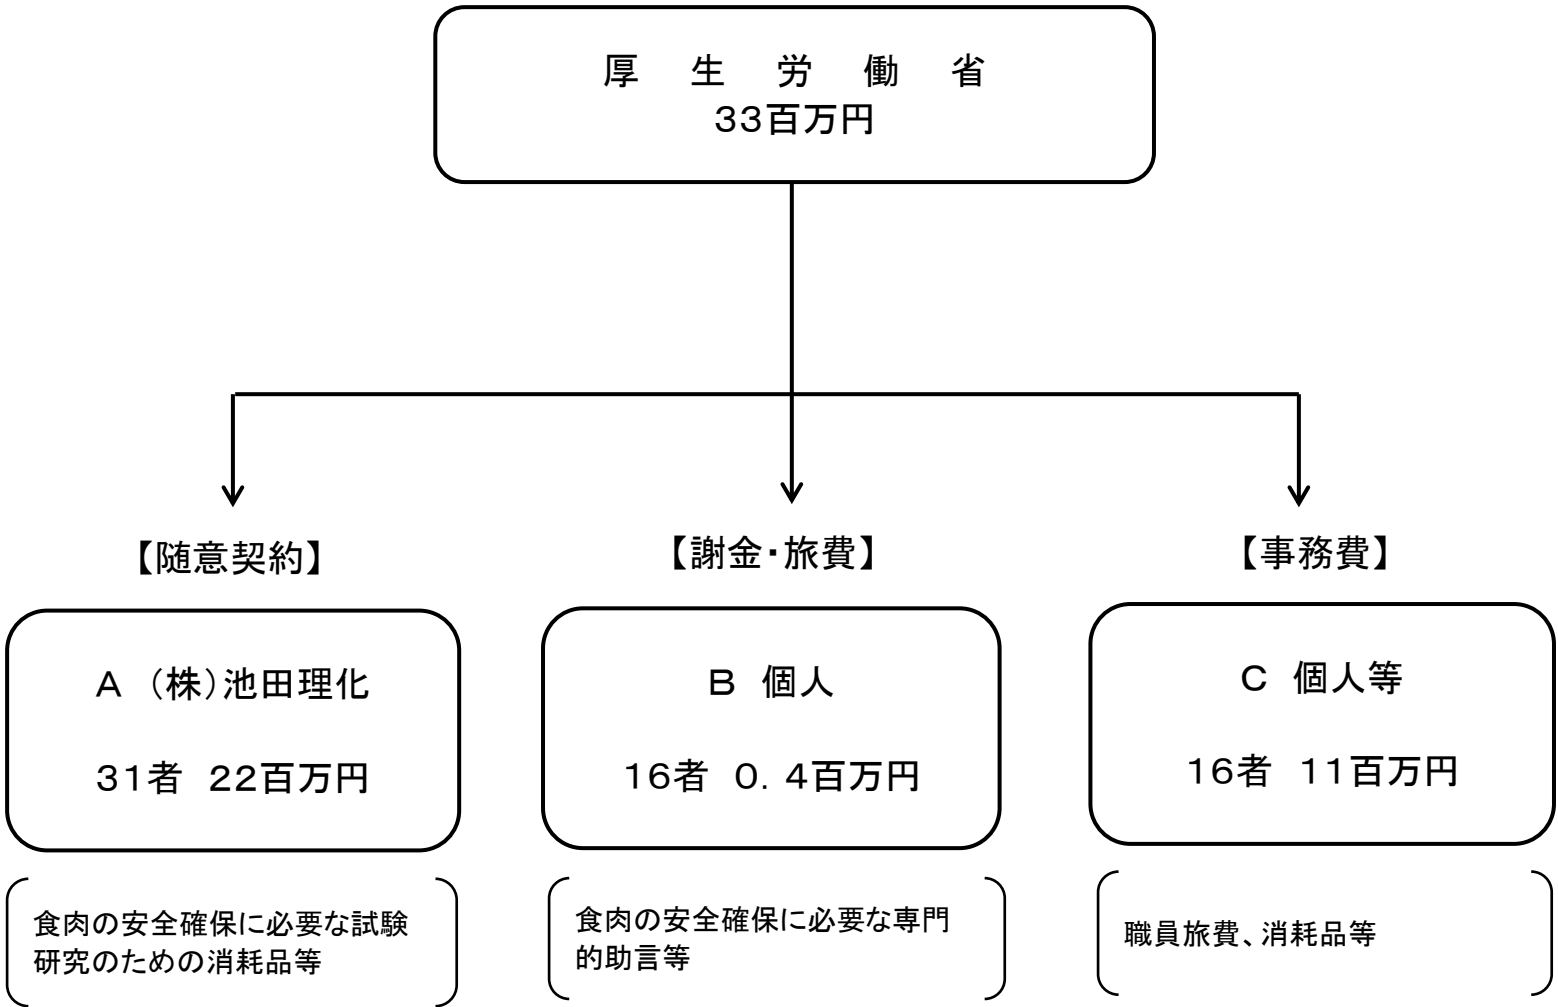 厚　生　労　働　省
33百万円
【随意契約】
A （株）池田理化
31者　22百万円
食肉の安全確保に必要な試験
研究のための消耗品等
【謝金・旅費】
B　個人
16者　0．4百万円
食肉の安全確保に必要な専門
的助言等
【事務費】
C　個人等
16者　11百万円
職員旅費、消耗品等